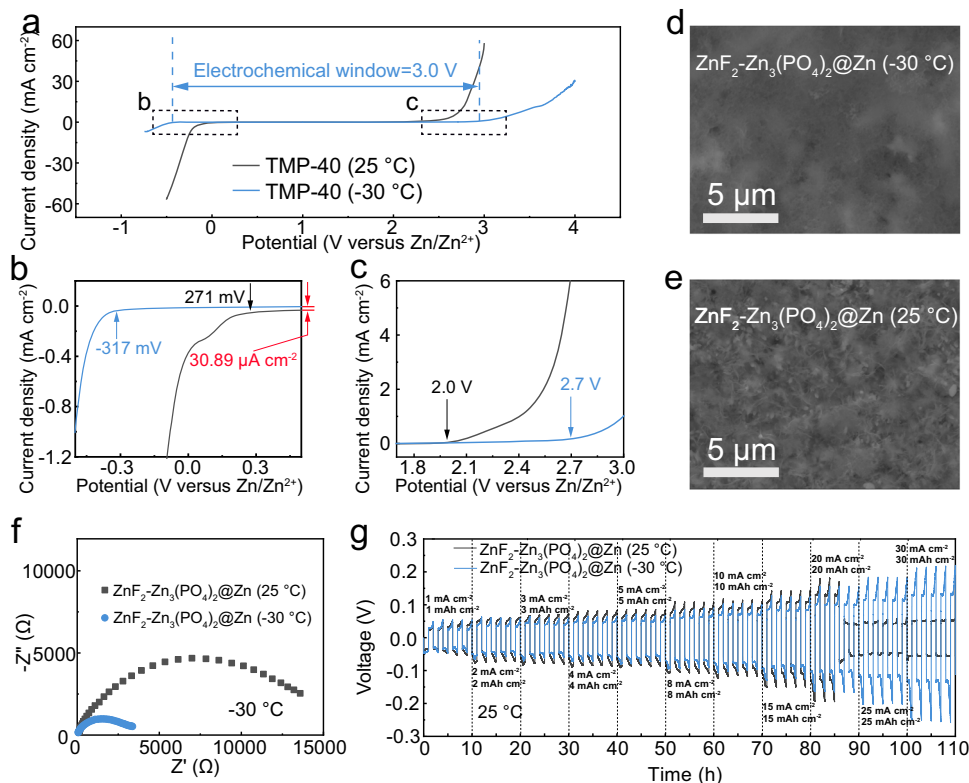 a
Current density (mA cm-2)
60
30
0
-30
-60
Electrochemical window=3.0 V
b
c
TMP-40 (25 °C)
TMP-40 (-30 °C)
-1
0
1
2
3
4
Potential (V versus Zn/Zn2+)
d
ZnF2-Zn3(PO4)2@Zn (-30 °C)
5 μm
b
Current density (mA cm-2)
0.0
-0.4
-0.8
-1.2
271 mV
-317 mV
30.89 μA cm-2
-0.3
0.0
0.3
Potential (V versus Zn/Zn2+)
c
Current density (mA cm-2)
6
4
2
0
2.0 V
2.7 V
1.8
2.1
2.4
2.7
3.0
Potential (V versus Zn/Zn2+)
e
ZnF2-Zn3(PO4)2@Zn (25 °C)
5 μm
f
-Z" (Ω)
10000
5000
0
ZnF2-Zn3(PO4)2@Zn (25 °C)
ZnF2-Zn3(PO4)2@Zn (-30 °C)
-30 °C
0
5000
10000
15000
Z' (Ω)
g
Voltage (V)
0.3
0.2
0.1
0.0
-0.1
-0.2
-0.3
ZnF2-Zn3(PO4)2@Zn (25 °C)
ZnF2-Zn3(PO4)2@Zn (-30 °C)
1 mA cm-2
1 mAh cm-2
2 mA cm-2
2 mAh cm-2
3 mA cm-2
3 mAh cm-2
4 mA cm-2
4 mAh cm-2
5 mA cm-2
5 mAh cm-2
8 mA cm-2
8 mAh cm-2
10 mA cm-2
10 mAh cm-2
15 mA cm-2
15 mAh cm-2
20 mA cm-2
20 mAh cm-2
25 mA cm-2
25 mAh cm-2
30 mA cm-2
30 mAh cm-2
25 °C
0
10
20
30
40
50
60
70
80
90
100
110
Time (h)